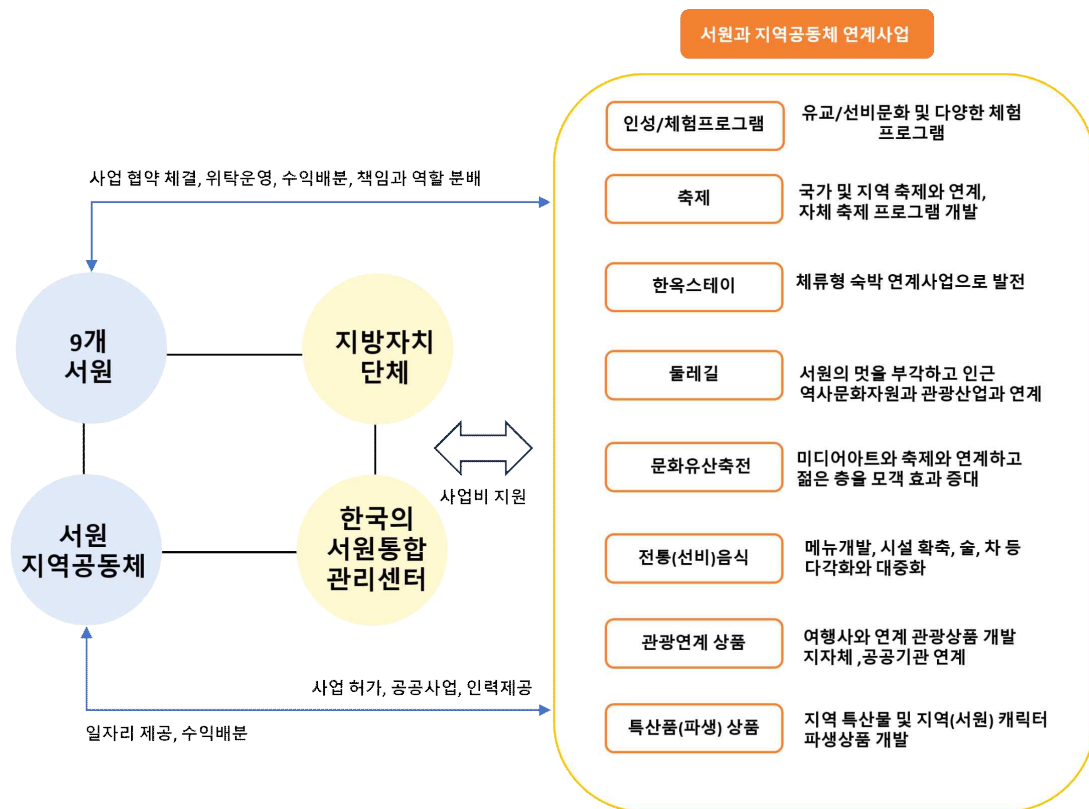 서원과 지역공동체 연계사업
인성/체험프로그램
유교/선비문화 및 다양한 체험
프로그램
사업 협약 체결, 위탁운영, 수익배분, 책임과 역할 분배
축제
국가 및 지역 축제와 연계,
자체 축제 프로그램 개발
한옥스테이
체류형 숙박 연계사업으로 발전
9개
서원
지방자치
단체
둘레길
서원의 멋을 부각하고 인근
역사문화자원과 관광산업과 연계
사업비 지원
문화유산축전
미디어아트와 축제와 연계하고
젊은 층을 모객 효과 증대
서원
지역공동체
한국의
서원통합
관리센터
전통(선비)음식
메뉴개발, 시설 확축, 술, 차 등
다각화와 대중화
관광연계 상품
여행사와 연계 관광상품 개발
지자체 ,공공기관 연계
사업 허가, 공공사업, 인력제공
일자리 제공, 수익배분
특산품(파생) 상품
지역 특산물 및 지역(서원) 캐릭터
파생상품 개발